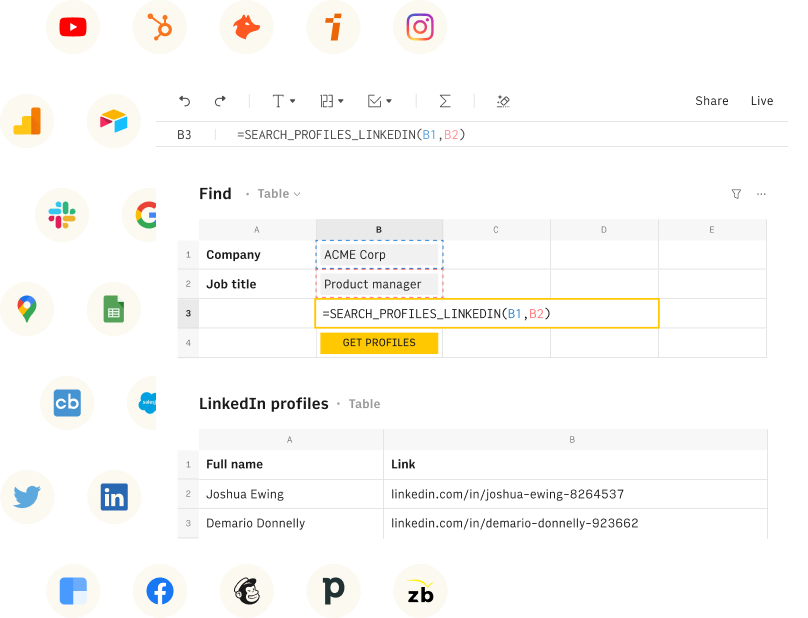 Share Live
B3 =SEARCH_PROFILES_LINKEDIN(B1,B2)
Find · Table
A B C D E
1 Company ACME Corp
2 Job title Product manager
3 =SEARCH_PROFILES_LINKEDIN(B1,B2)
4 GET PROFILES
cb
LinkedIn profiles · Table
A B
1 Full name Link
2 Joshua Ewing linkedin.com/in/joshua-ewing-8264537
in
3 Demario Donnelly linkedin.com/in/demario-donnelly-923662
zb